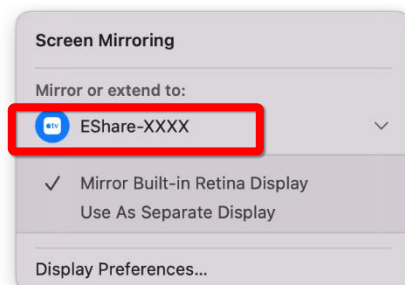 Screen Mirroring
Mirror or extend to:
tv EShare-XXXX
✓ Mirror Built-in Retina Display
Use As Separate Display
Display Preferences...